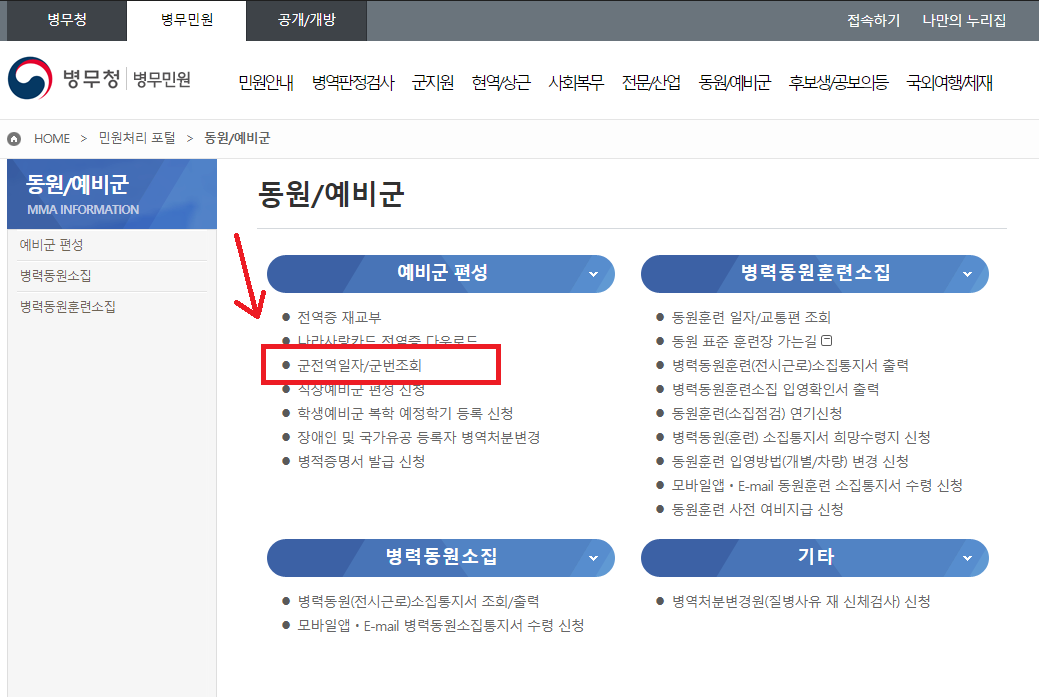 병무청 병무민원 공개/개방 접속하기 나만의 누리집
병무청 병무민원 민원안내 병역판정검사 군지원 현역/상근 사회복무 전문/산업 동원/예비군 후보생/공보의등 국외여행/체재
HOME > 민원처리 포털 > 동원/예비군
동원/예비군
MMA INFORMATION
예비군 편성
병력동원소집
병력동원훈련소집
동원/예비군
예비군 편성
전역증 재교부
나라사랑카드 전역증 다운로드
군전역일자/군번조회
직장예비군 편성 신청
학생예비군 복학 예정학기 등록 신청
장애인 및 국가유공 등록자 병역처분변경
병적증명서 발급 신청
병력동원훈련소집
동원훈련 일자/교통편 조회
동원 표준 훈련장 가는길
병력동원훈련(전시근로)소집통지서 출력
병력동원훈련소집 입영확인서 출력
동원훈련(소집점검) 연기신청
병력동원(훈련) 소집통지서 희망수령지 신청
동원훈련 입영방법(개별/차량) 변경 신청
모바일앱・E-mail 동원훈련 소집통지서 수령 신청
동원훈련 사전 여비지급 신청
병력동원소집
병력동원(전시근로)소집통지서 조회/출력
모바일앱・E-mail 병력동원소집통지서 수령 신청
기타
병역처분변경원(질병사유 재 신체검사) 신청